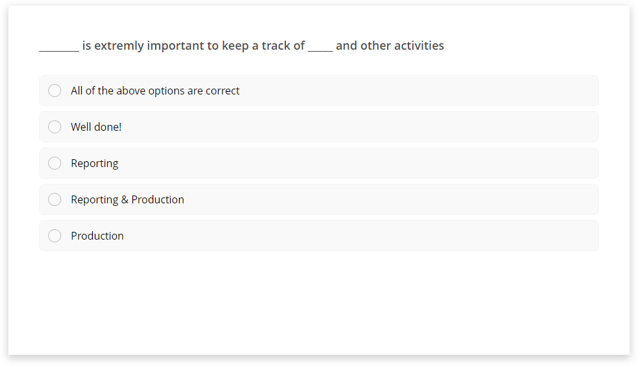 ________ is extremly important to keep a track of _____ and other activities
All of the above options are correct
Well done!
Reporting
Reporting & Production
Production